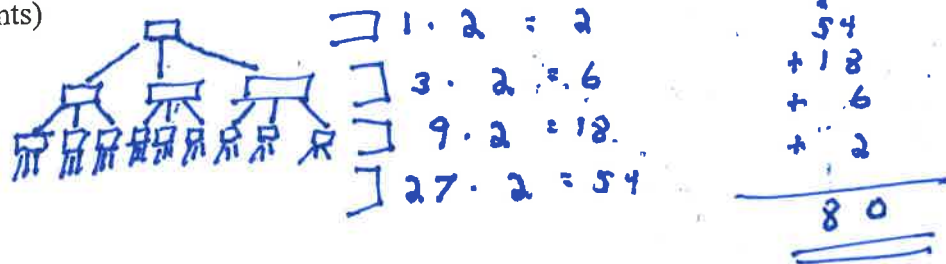 nts)
1 · 2 = 2
3 · 2 = 6
9 · 2 = 18
27 · 2 = 54
54
+ 18
+ 6
+ 2
80